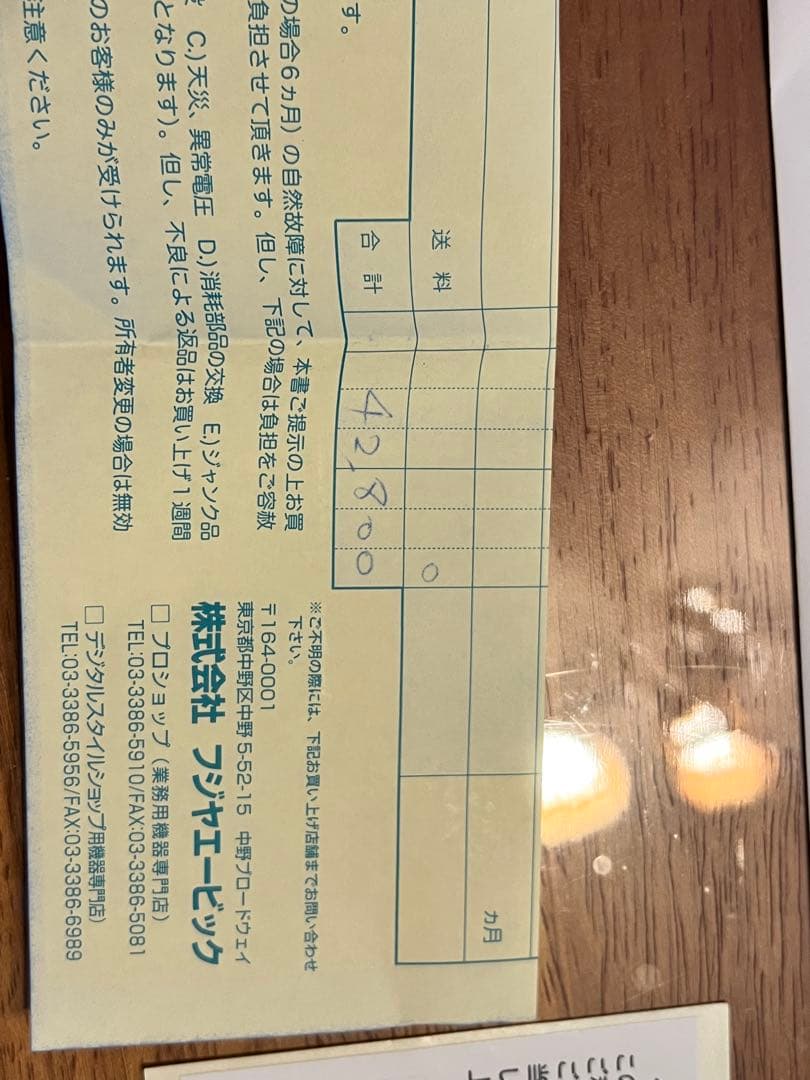 カ月
送料 0
合計 42,800
す。
の場合6ヵ月）の自然故障に対して、本書ご提示の上お買
負担させて頂きます。但し、下記の場合は負担をご容赦
C.)天災、異常電圧 D.)消耗部品の交換 E.)ジャンク品
となります)。但し、不良による返品はお買い上げ1週間
のお客様のみが受けられます。所有者変更の場合は無効
注意ください。
※ご不明の際には、下記お買い上げ店舗までお問い合わせ
下さい。
〒164-0001
東京都中野区中野5-52-15 中野ブロードウェイ
株式会社 フジヤエービック
□ プロショップ（業務用機器専門店）
TEL:03-3386-5910/FAX:03-3386-5081
□ デジタルスタイルショップ用機器専門店）
TEL:03-3386-5956/FAX:03-3386-6989